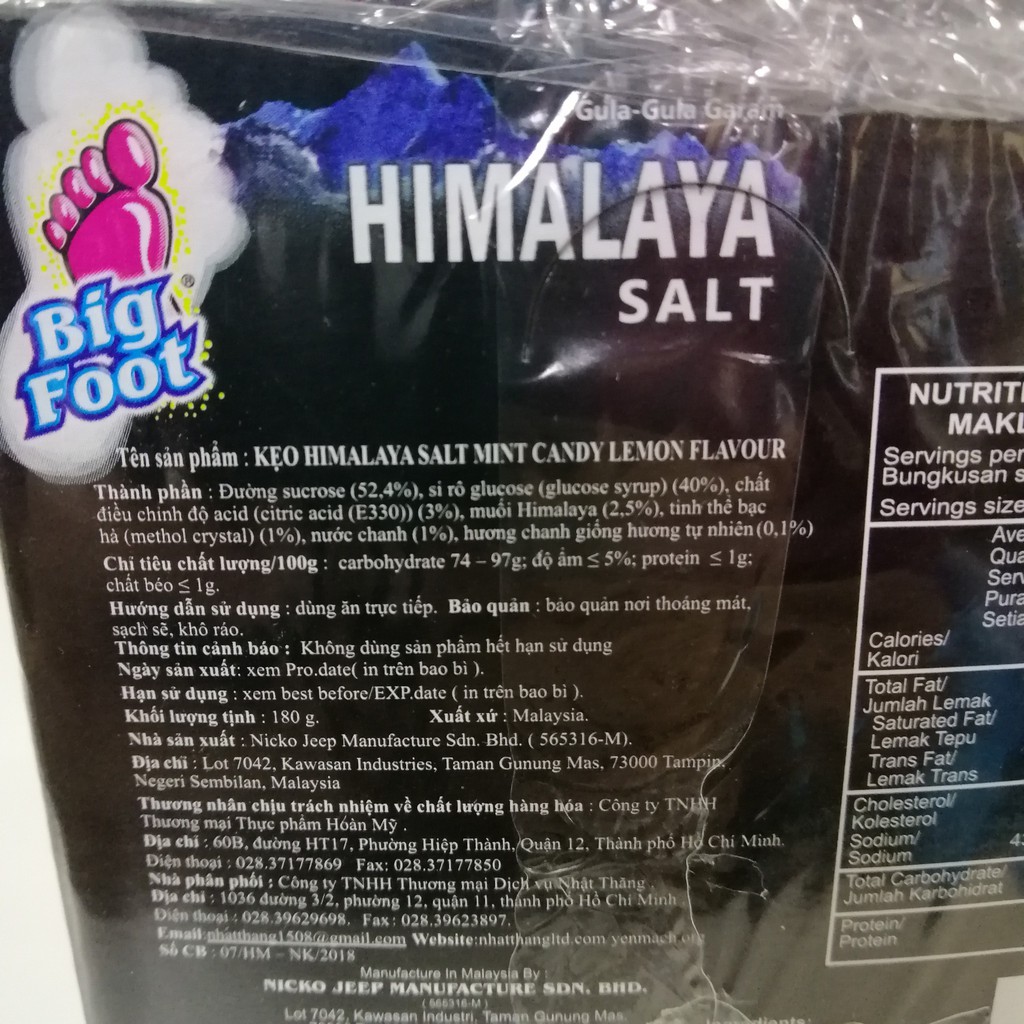 Gula-Gula Garam
HIMALAYA
SALT
Big
Foot
®
Tên sản phẩm : KẸO HIMALAYA SALT MINT CANDY LEMON FLAVOUR
Thành phần : Đường sucrose (52,4%), si rô glucose (glucose syrup) (40%), chất
điều chỉnh độ acid (citric acid (E330)) (3%), muối Himalaya (2,5%), tinh thể bạc
hà (methol crystal) (1%), nước chanh (1%), hương chanh giống hương tự nhiên (0,1%)
Chỉ tiêu chất lượng/100g : carbohydrate 74 – 97g; độ ẩm ≤ 5%; protein ≤ 1g;
chất béo ≤ 1g.
Hướng dẫn sử dụng : dùng ăn trực tiếp. Bảo quản : bảo quản nơi thoáng mát,
sạch sẽ, khô ráo.
Thông tin cảnh báo : Không dùng sản phẩm hết hạn sử dụng
Ngày sản xuất: xem Pro.date( in trên bao bì ).
Hạn sử dụng : xem best before/EXP.date ( in trên bao bì ).
Khối lượng tịnh : 180 g. Xuất xứ : Malaysia.
Nhà sản xuất : Nicko Jeep Manufacture Sdn. Bhd. ( 565316-M).
Địa chỉ : Lot 7042, Kawasan Industries, Taman Gunung Mas, 73000 Tampin,
Negeri Sembilan, Malaysia
Thương nhân chịu trách nhiệm về chất lượng hàng hóa : Công ty TNHH
Thương mại Thực phẩm Hoàn Mỹ .
Địa chỉ : 60B, đường HT17, Phường Hiệp Thành, Quận 12, Thành phố Hồ Chí Minh.
Điện thoại : 028.37177869 Fax: 028.37177850
Nhà phân phối : Công ty TNHH Thương mại Dịch vụ Nhật Thăng .
Địa chỉ : 1036 đường 3/2, phường 12, quận 11, thành phố Hồ Chí Minh
Điện thoại : 028.39629698. Fax: 028.39623897.
Email:phatthang1508@gmail.com Website:nhatthangltd.com yenmach.org
Số CB : 07/HM – NK/2018
Manufacture In Malaysia By :
NICKO JEEP MANUFACTURE SDN. BHD.
( 565316-M )
Lot 7042, Kawasan Industri, Taman Gunung Mas,
Ingredients:
NUTRITI
MAKL
Servings per
Bungkusan s
Servings size
Ave
Qua
Serv
Pura
Setia
Calories/
Kalori
Total Fat/
Jumlah Lemak
Saturated Fat/
Lemak Tepu
Trans Fat/
Lemak Trans
Cholesterol/
Kolesterol
Sodium/
Sodium
Total Carbohydrate/
Jumlah Karbohidrat
Protein/
Protein